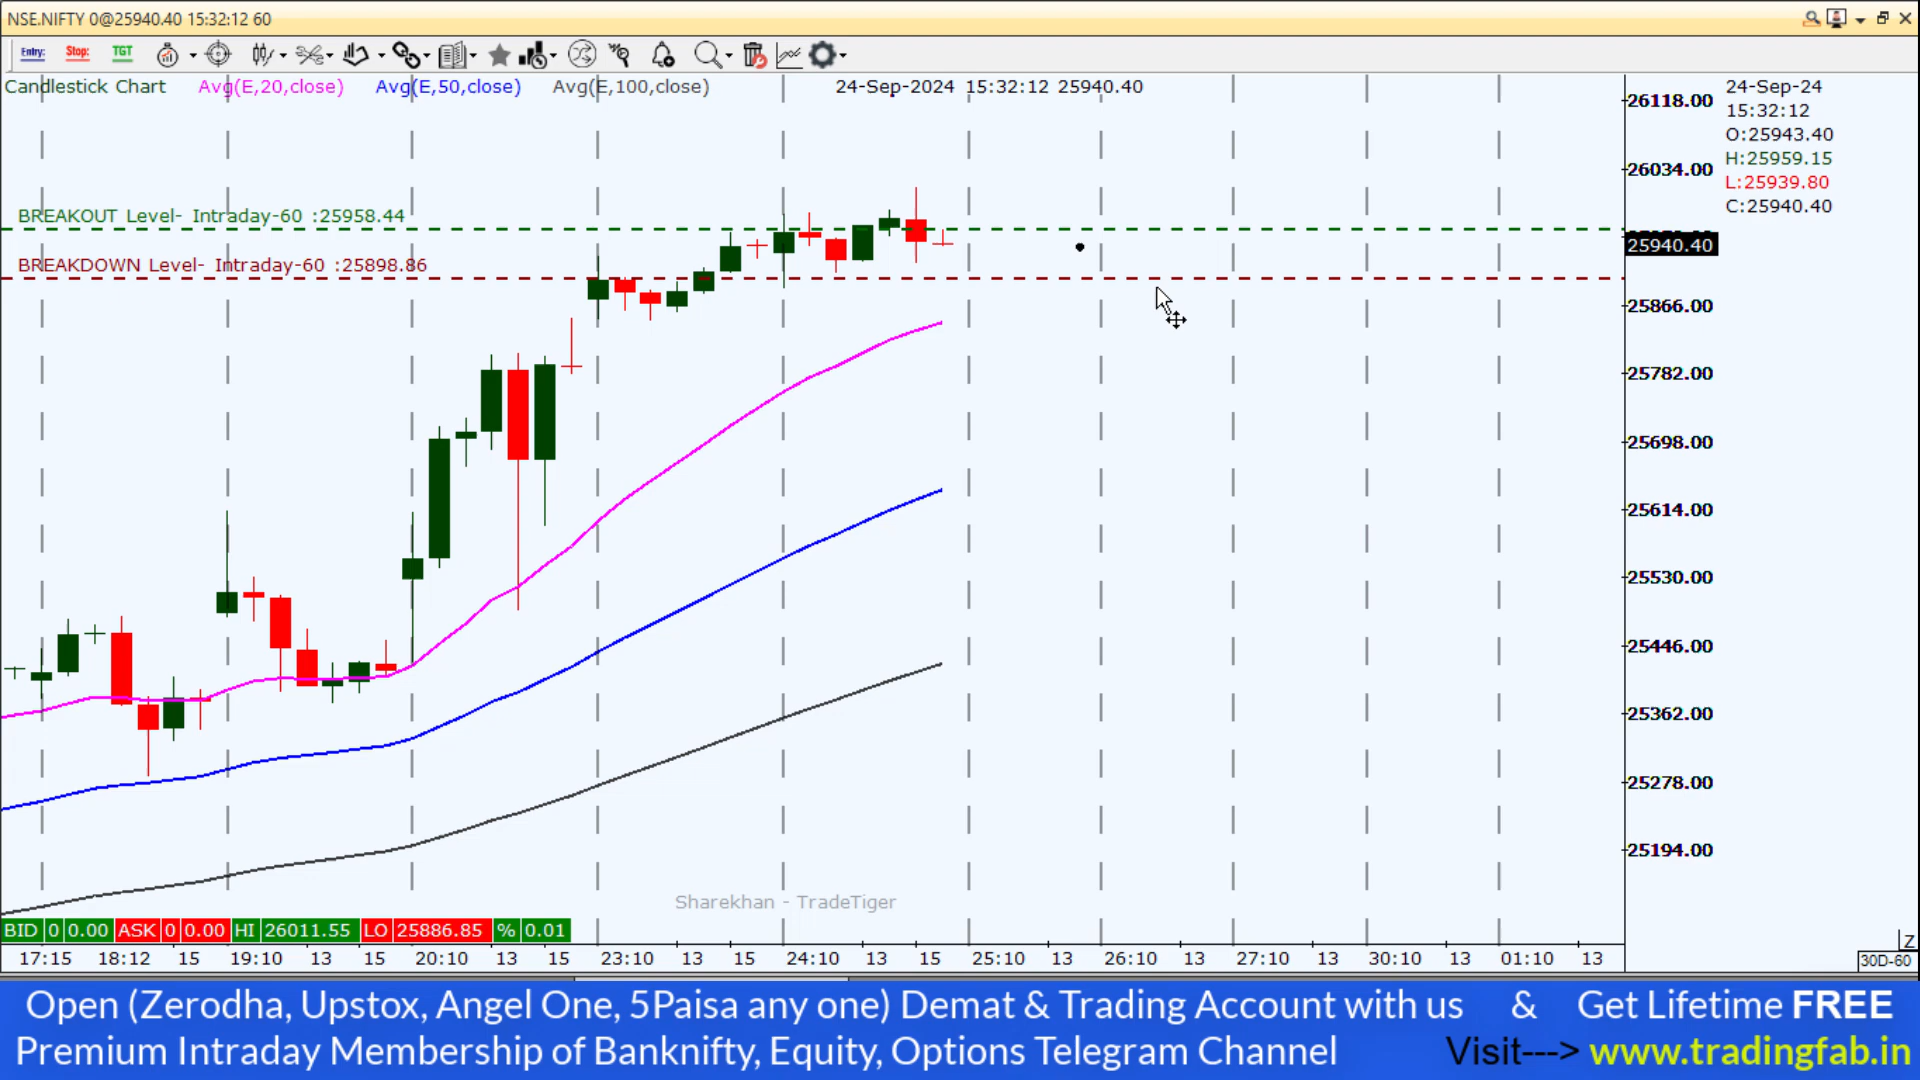 NSE.NIFTY 0@25940.40 15:32:12 60
Entry: Stop: TGT
Candlestick Chart Avg(E,20,close) Avg(E,50,close) Avg(E,100,close) 24-Sep-2024 15:32:12 25940.40
24-Sep-24
15:32:12
O:25943.40
H:25959.15
L:25939.80
C:25940.40
BREAKOUT Level- Intraday-60 :25958.44
BREAKDOWN Level- Intraday-60 :25898.86
26118.00
26034.00
25940.40
25866.00
25782.00
25698.00
25614.00
25530.00
25446.00
25362.00
25278.00
25194.00
Sharekhan - TradeTiger
BID 0 0.00 ASK 0 0.00 HI 26011.55 LO 25886.85 % 0.01
Z
17:15 18:12 15 19:10 13 15 20:10 13 15 23:10 13 15 24:10 13 15 25:10 13 26:10 13 27:10 13 30:10 13 01:10 13
30D-60
Open (Zerodha, Upstox, Angel One, 5Paisa any one) Demat & Trading Account with us & Get Lifetime FREE
Premium Intraday Membership of Banknifty, Equity, Options Telegram Channel Visit---> www.tradingfab.in